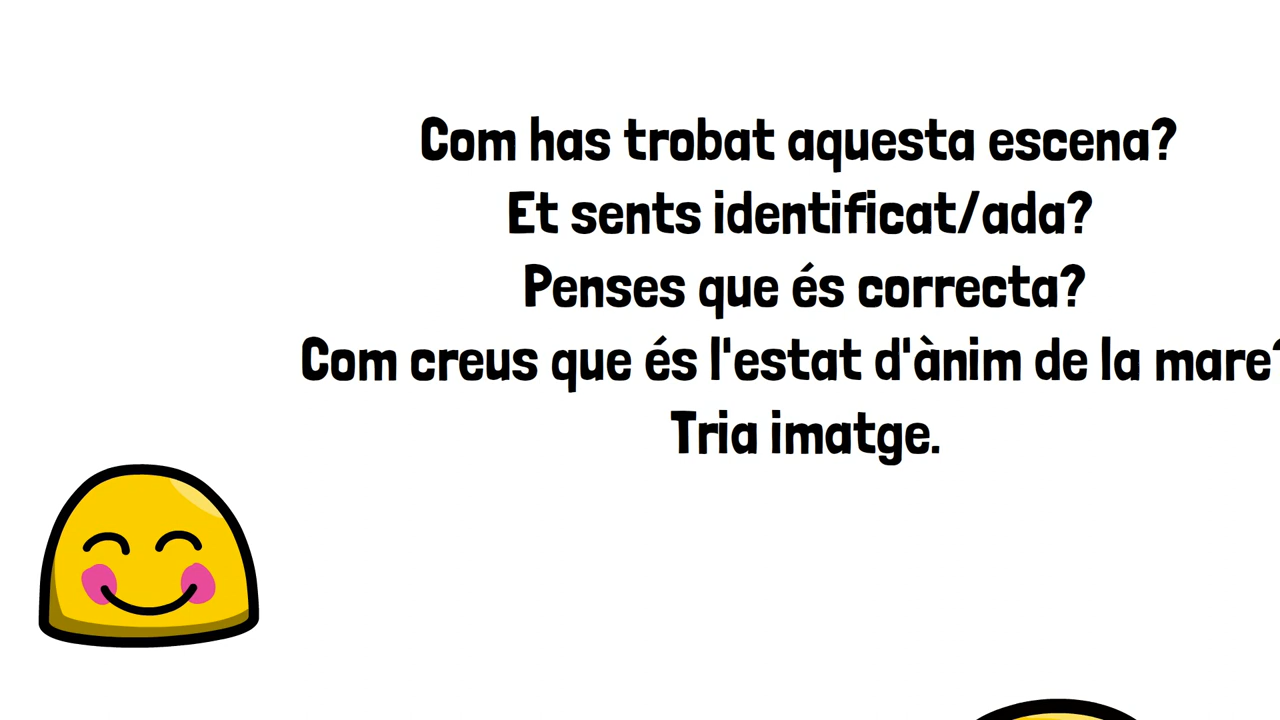 Com has trobat aquesta escena?
Et sents identificat/ada?
Penses que és correcta?
Com creus que és l'estat d'ànim de la mare?
Tria imatge.